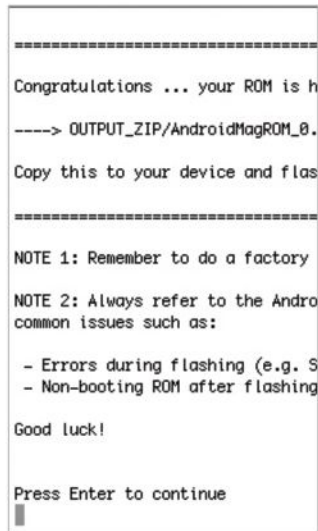 ===================================
Congratulations ... your ROM is h
----> OUTPUT_ZIP/AndroidMagROM_0.
Copy this to your device and flas
===================================
NOTE 1: Remember to do a factory
NOTE 2: Always refer to the Andro
common issues such as:
- Errors during flashing (e.g. S
- Non-booting ROM after flashing
Good luck!
Press Enter to continue